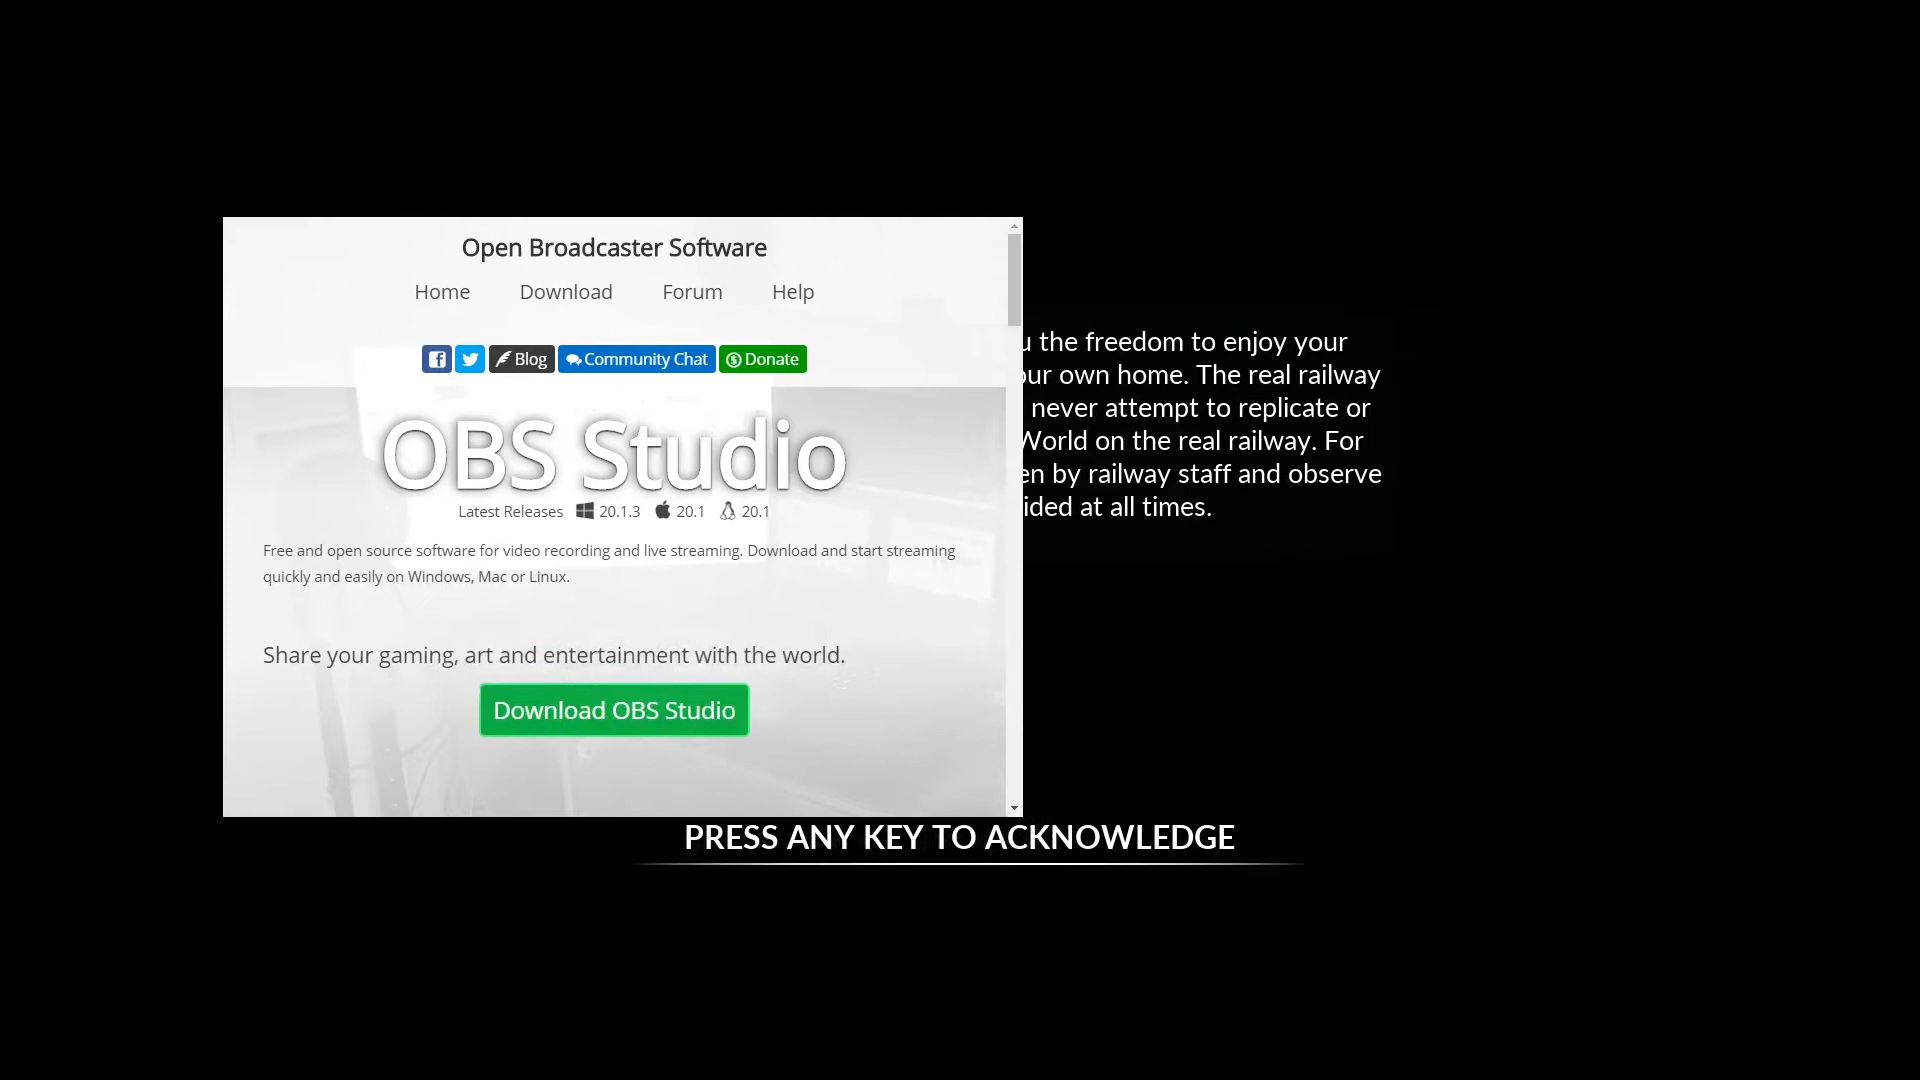 Open Broadcaster Software
Home Download Forum Help
Blog Community Chat Donate
OBS Studio
Latest Releases 20.1.3 20.1 20.1
Free and open source software for video recording and live streaming. Download and start streaming
quickly and easily on Windows, Mac or Linux.
Share your gaming, art and entertainment with the world.
Download OBS Studio
the freedom to enjoy your
own home. The real railway
never attempt to replicate or
World on the real railway. For
by railway staff and observe
at all times.
PRESS ANY KEY TO ACKNOWLEDGE